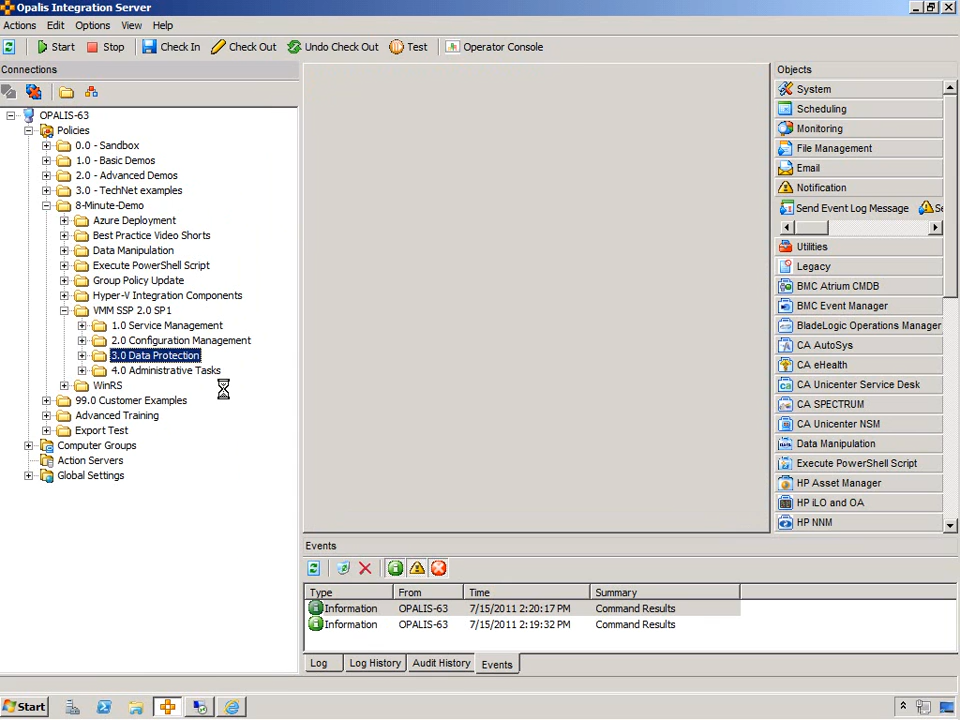 Opalis Integration Server
Actions Edit Options View Help
Start Stop Check In Check Out Undo Check Out Test Operator Console
Connections
OPALIS-63
Policies
0.0 - Sandbox
1.0 - Basic Demos
2.0 - Advanced Demos
3.0 - TechNet examples
8-Minute-Demo
Azure Deployment
Best Practice Video Shorts
Data Manipulation
Execute PowerShell Script
Group Policy Update
Hyper-V Integration Components
VMM SSP 2.0 SP1
1.0 Service Management
2.0 Configuration Management
3.0 Data Protection
4.0 Administrative Tasks
WinRS
99.0 Customer Examples
Advanced Training
Export Test
Computer Groups
Action Servers
Global Settings
Objects
System
Scheduling
Monitoring
File Management
Email
Notification
Send Event Log Message Se
Utilities
Legacy
BMC Atrium CMDB
BMC Event Manager
BladeLogic Operations Manager
CA AutoSys
CA eHealth
CA Unicenter Service Desk
CA SPECTRUM
CA Unicenter NSM
Data Manipulation
Execute PowerShell Script
HP Asset Manager
HP iLO and OA
HP NNM
Events
Type From Time Summary
Information OPALIS-63 7/15/2011 2:20:17 PM Command Results
Information OPALIS-63 7/15/2011 2:19:32 PM Command Results
Log Log History Audit History Events
Start